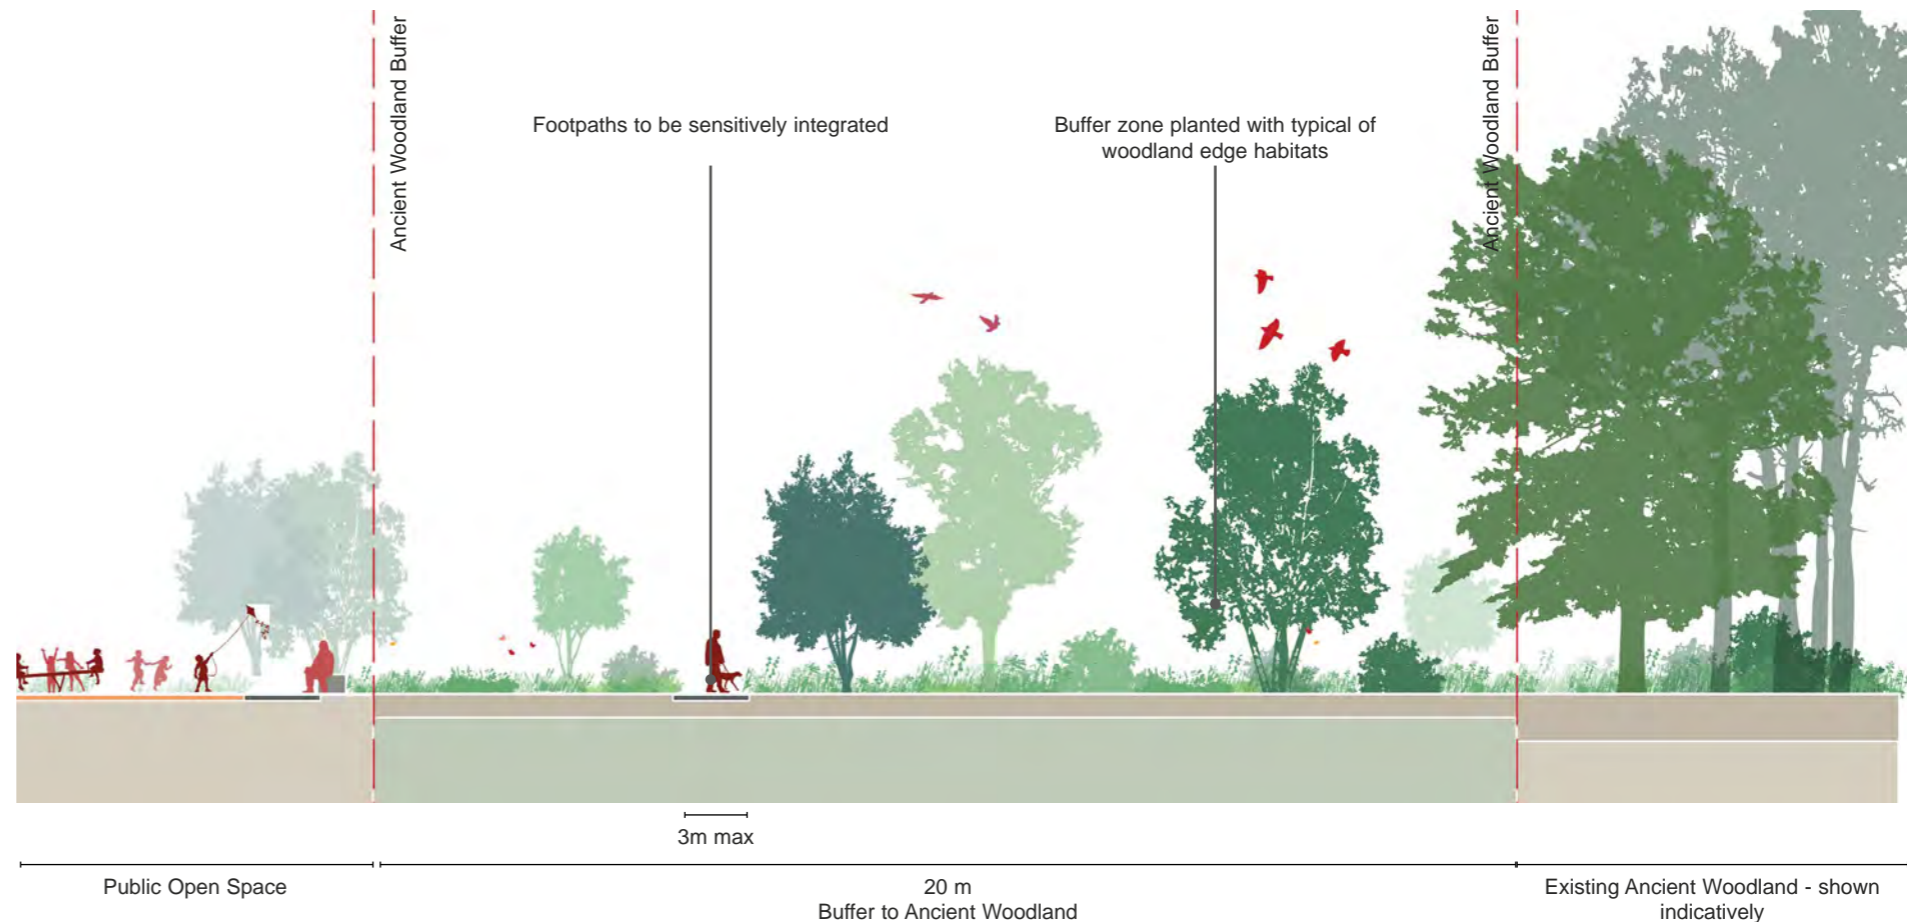 Ancient Woodland Buffer
Ancient Woodland Buffer
Footpaths to be sensitively integrated
Buffer zone planted with typical of
woodland edge habitats
3m max
Public Open Space
20 m
Buffer to Ancient Woodland
Existing Ancient Woodland - shown
indicatively